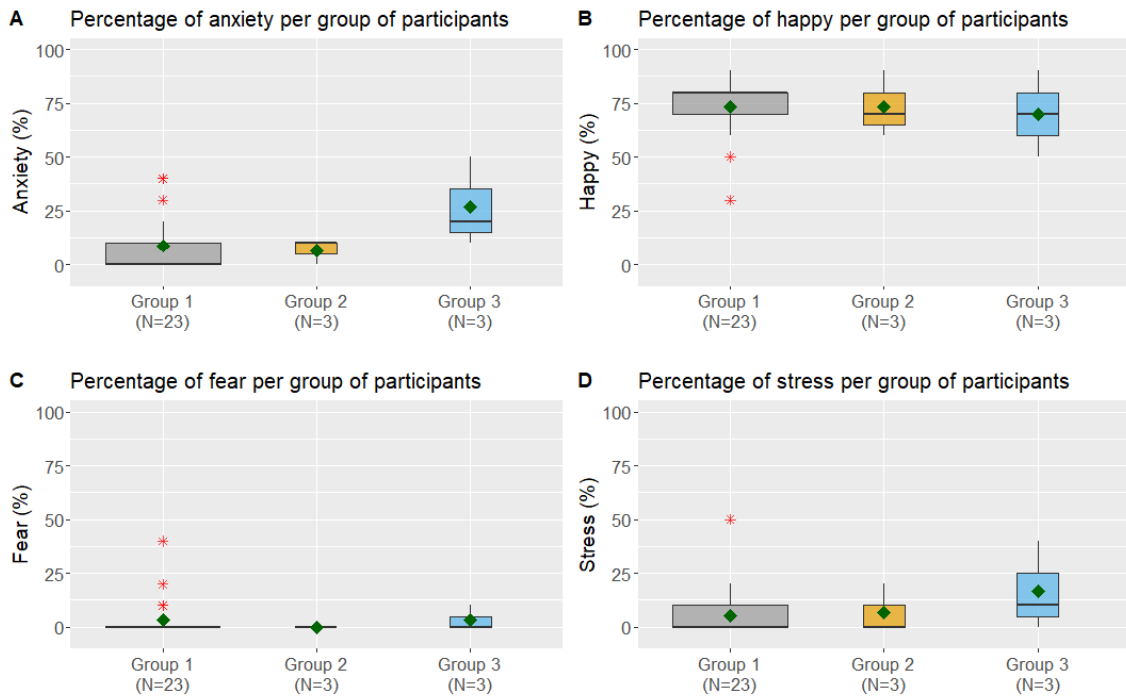 A Percentage of anxiety per group of participants
Anxiety (%)
100
75
50
25
0
Group 1
(N=23)
Group 2
(N=3)
Group 3
(N=3)
B Percentage of happy per group of participants
Happy (%)
100
75
50
25
0
Group 1
(N=23)
Group 2
(N=3)
Group 3
(N=3)
C Percentage of fear per group of participants
Fear (%)
100
75
50
25
0
Group 1
(N=23)
Group 2
(N=3)
Group 3
(N=3)
D Percentage of stress per group of participants
Stress (%)
100
75
50
25
0
Group 1
(N=23)
Group 2
(N=3)
Group 3
(N=3)